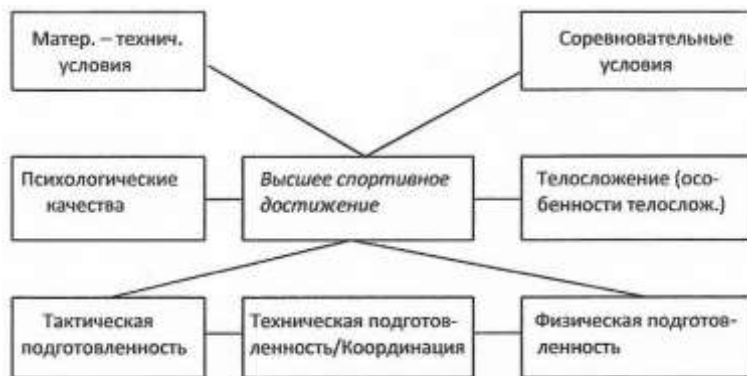 Матер. – технич.
условия
Соревновательные
условия
Психологические
качества
Высшее спортивное
достижение
Телосложение (осо-
бенности телослож.)
Тактическая
подготовленность
Техническая подготов-
ленность/Координация
Физическая подготов-
ленность